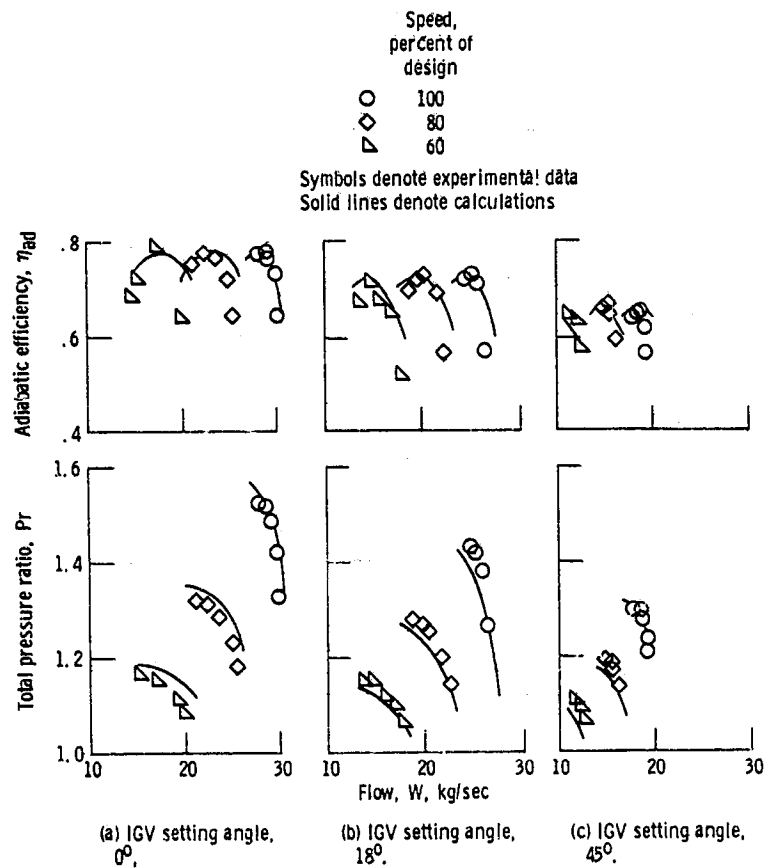 Speed,
percent of
design
100
80
60
Symbols denote experimental data
Solid lines denote calculations
Adiabatic efficiency, ηad
.8
.6
.4
Total pressure ratio, Pr
1.6
1.4
1.2
1.0
10 20 30 10 20 30 10 20 30
Flow, W, kg/sec
(a) IGV setting angle, (b) IGV setting angle, (c) IGV setting angle,
0°. 18°. 45°.